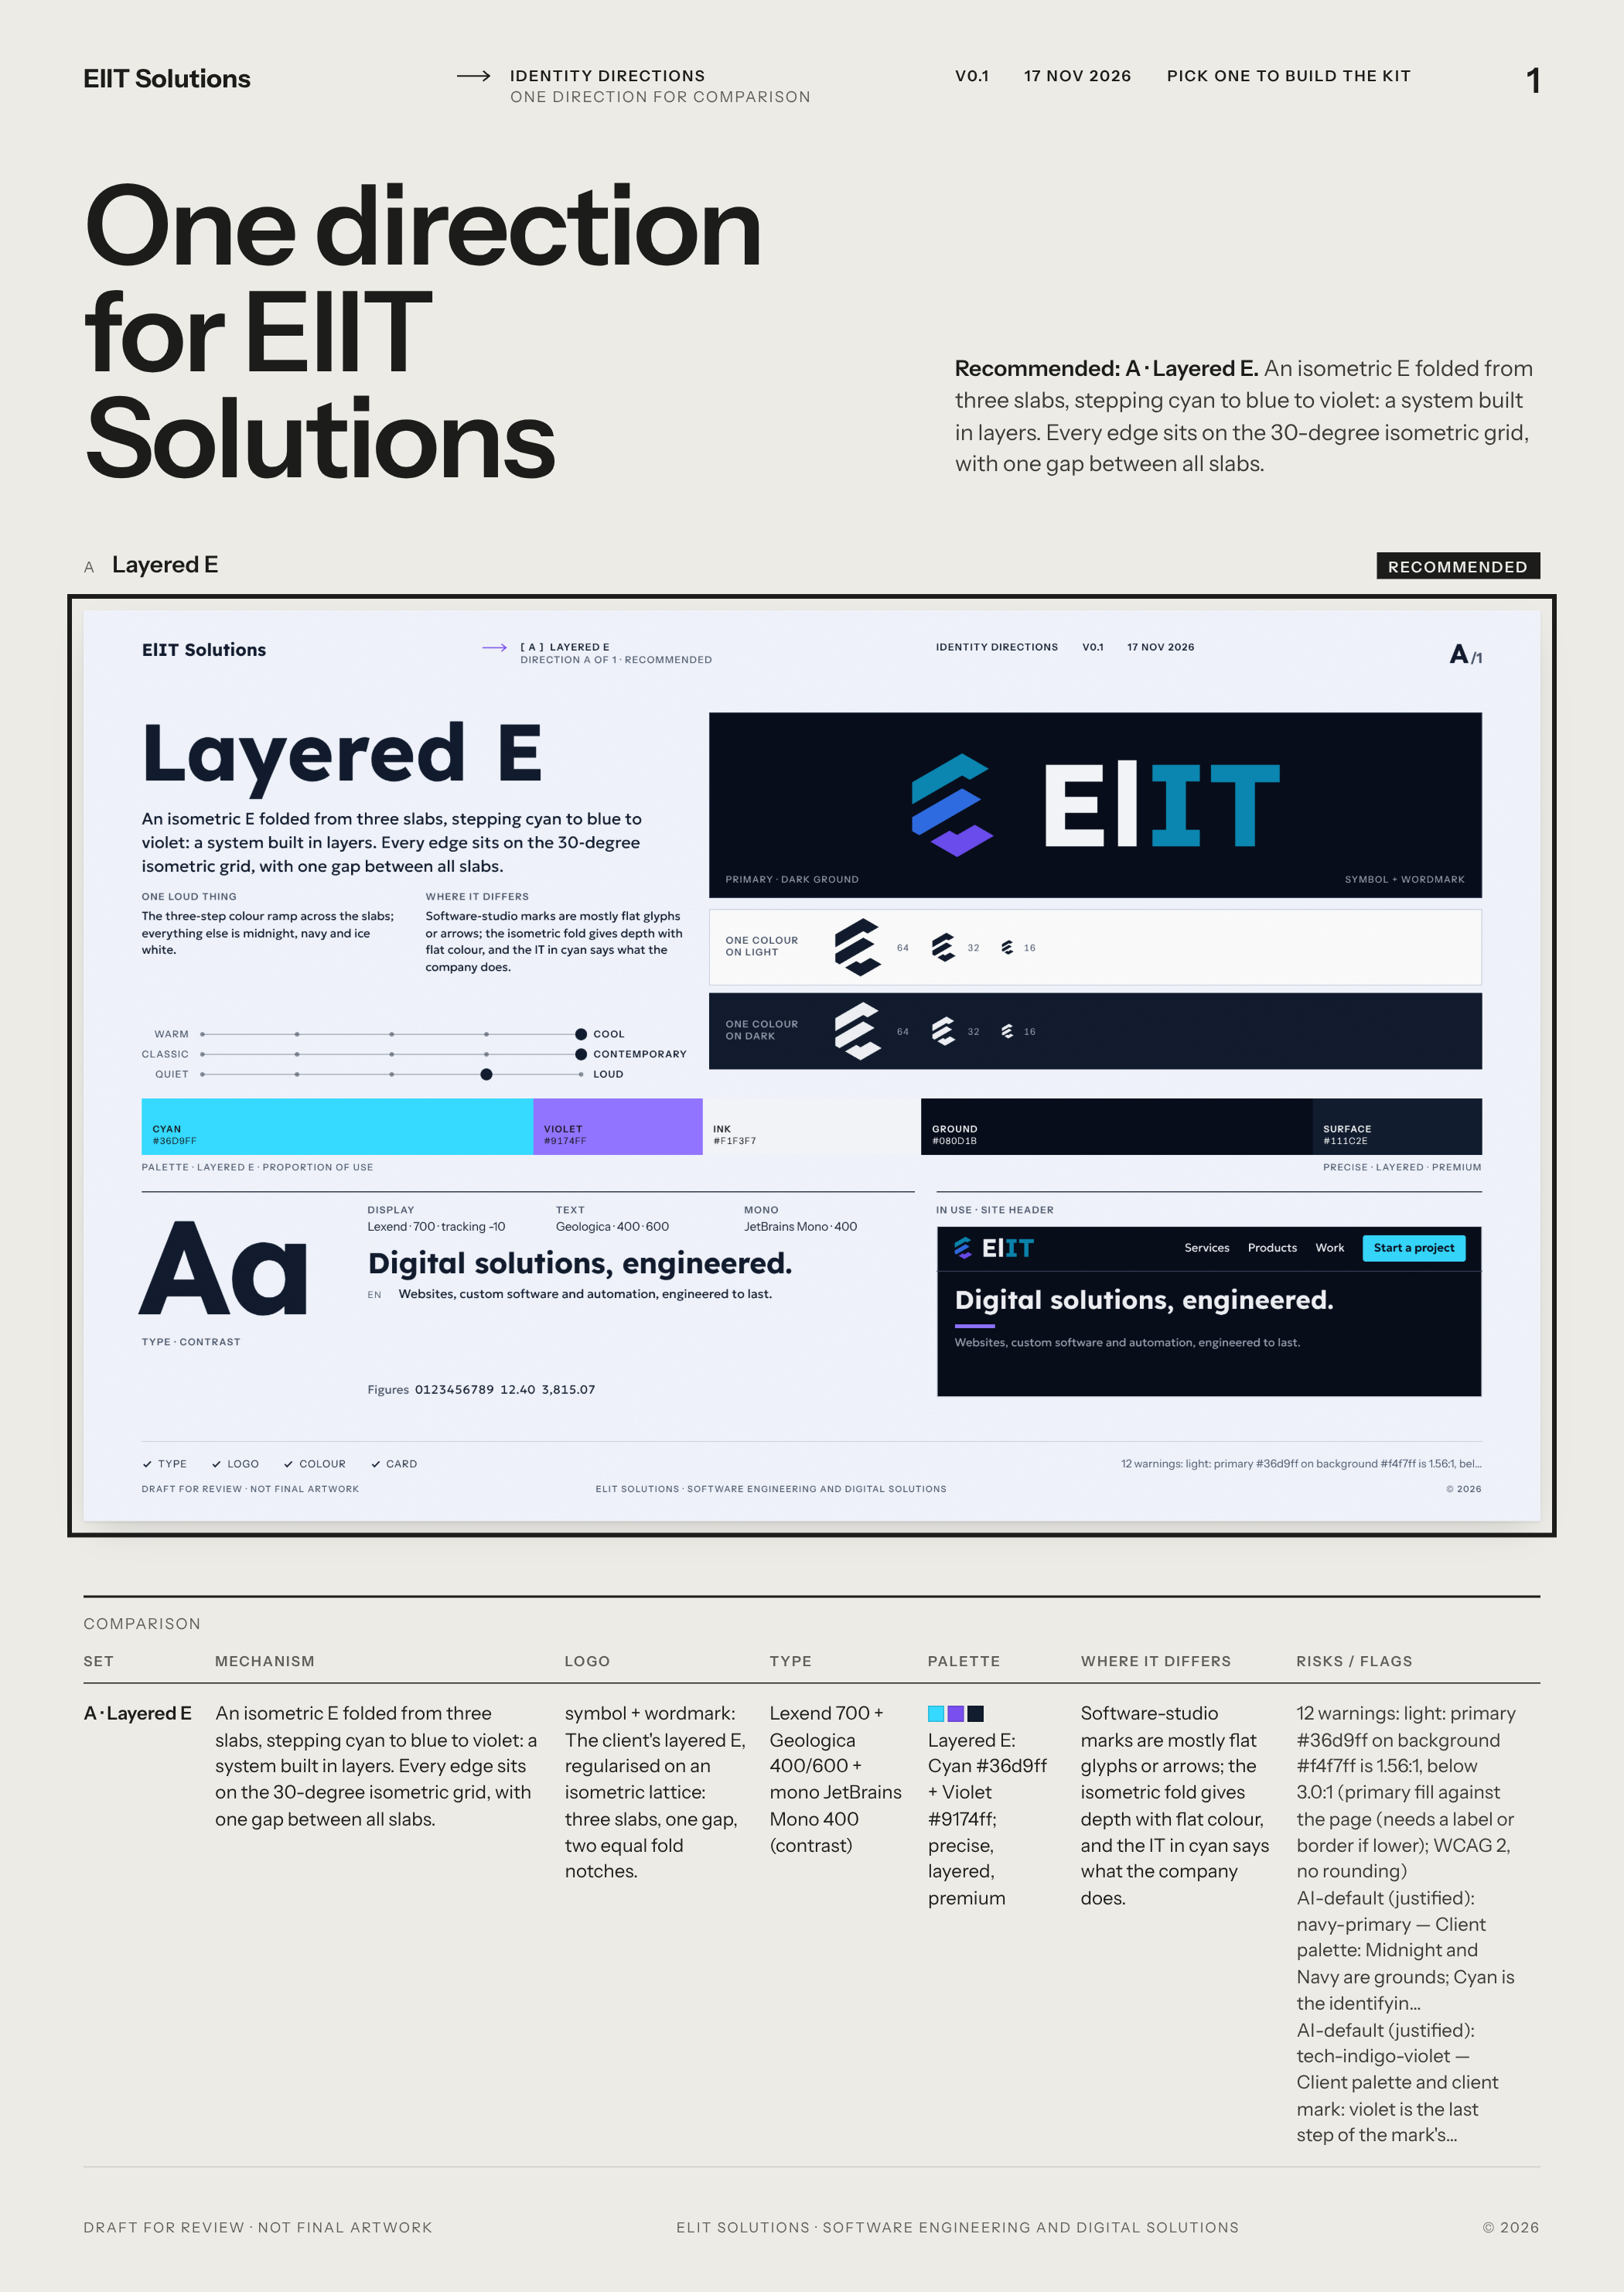 ElIT Solutions
→ IDENTITY DIRECTIONS
ONE DIRECTION FOR COMPARISON
V0.1 17 NOV 2026 PICK ONE TO BUILD THE KIT
1
One direction
for ElIT
Solutions
Recommended: A · Layered E. An isometric E folded from
three slabs, stepping cyan to blue to violet: a system built
in layers. Every edge sits on the 30-degree isometric grid,
with one gap between all slabs.
A Layered E
RECOMMENDED
ElIT Solutions
→ [ A ] LAYERED E
DIRECTION A OF 1 · RECOMMENDED
IDENTITY DIRECTIONS V0.1 17 NOV 2026
A/1
Layered E
An isometric E folded from three slabs, stepping cyan to blue to
violet: a system built in layers. Every edge sits on the 30-degree
isometric grid, with one gap between all slabs.
ONE LOUD THING
The three-step colour ramp across the slabs;
everything else is midnight, navy and ice
white.
WHERE IT DIFFERS
Software-studio marks are mostly flat glyphs
or arrows; the isometric fold gives depth with
flat colour, and the IT in cyan says what the
company does.
WARM COOL
CLASSIC CONTEMPORARY
QUIET LOUD
ElIT
PRIMARY · DARK GROUND
SYMBOL + WORDMARK
ONE COLOUR
ON LIGHT
64 32 16
ONE COLOUR
ON DARK
64 32 16
CYAN
#36D9FF
VIOLET
#9174FF
INK
#F1F3F7
GROUND
#080D1B
SURFACE
#111C2E
PALETTE · LAYERED E · PROPORTION OF USE
PRECISE · LAYERED · PREMIUM
Aa
TYPE · CONTRAST
DISPLAY
Lexend · 700 · tracking -10
TEXT
Geologica · 400 · 600
MONO
JetBrains Mono · 400
Digital solutions, engineered.
EN Websites, custom software and automation, engineered to last.
Figures 0123456789 12.40 3,815.07
IN USE · SITE HEADER
ElIT
Services Products Work Start a project
Digital solutions, engineered.
Websites, custom software and automation, engineered to last.
✓ TYPE ✓ LOGO ✓ COLOUR ✓ CARD
12 warnings: light: primary #36d9ff on background #f4f7ff is 1.56:1, bel...
DRAFT FOR REVIEW · NOT FINAL ARTWORK
ELIT SOLUTIONS · SOFTWARE ENGINEERING AND DIGITAL SOLUTIONS
© 2026
COMPARISON
SET MECHANISM LOGO TYPE PALETTE WHERE IT DIFFERS RISKS / FLAGS
A · Layered E
An isometric E folded from three
slabs, stepping cyan to blue to violet: a
system built in layers. Every edge sits
on the 30-degree isometric grid, with
one gap between all slabs.
symbol + wordmark:
The client's layered E,
regularised on an
isometric lattice:
three slabs, one gap,
two equal fold
notches.
Lexend 700 +
Geologica
400/600 +
mono JetBrains
Mono 400
(contrast)
Layered E:
Cyan #36d9ff
+ Violet
#9174ff;
precise,
layered,
premium
Software-studio
marks are mostly flat
glyphs or arrows; the
isometric fold gives
depth with flat colour,
and the IT in cyan says
what the company
does.
12 warnings: light: primary
#36d9ff on background
#f4f7ff is 1.56:1, below
3.0:1 (primary fill against
the page (needs a label or
border if lower); WCAG 2,
no rounding)
AI-default (justified):
navy-primary — Client
palette: Midnight and
Navy are grounds; Cyan is
the identifyin...
AI-default (justified):
tech-indigo-violet —
Client palette and client
mark: violet is the last
step of the mark's...
DRAFT FOR REVIEW · NOT FINAL ARTWORK
ELIT SOLUTIONS · SOFTWARE ENGINEERING AND DIGITAL SOLUTIONS
© 2026